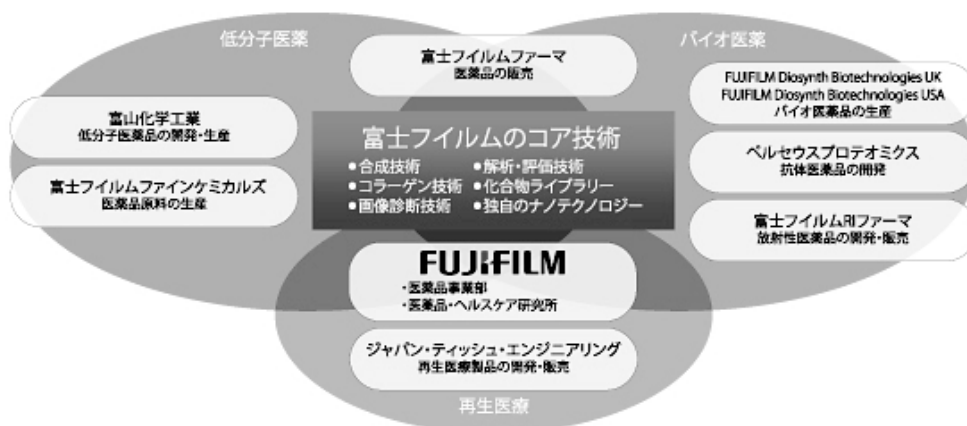 低分子医薬
バイオ医薬
富士フイルムファーマ
医薬品の販売
富山化学工業
低分子医薬品の開発・生産
富士フイルムファインケミカルズ
医薬品原料の生産
富士フイルムのコア技術
●合成技術 ●解析・評価技術
●コラーゲン技術 ●化合物ライブラリー
●画像診断技術 ●独自のナノテクノロジー
FUJIFILM Diosynth Biotechnologies UK
FUJIFILM Diosynth Biotechnologies USA
バイオ医薬品の生産
ペルセウスプロテオミクス
抗体医薬品の開発
富士フイルムRIファーマ
放射性医薬品の開発・販売
FUJIFILM
・医薬品事業部
・医薬品・ヘルスケア研究所
ジャパン・ティッシュ・エンジニアリング
再生医療製品の開発・販売
再生医療